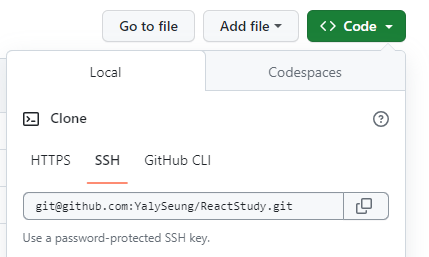 Go to file Add file <> Code
Local Codespaces
Clone
HTTPS SSH GitHub CLI
git@github.com:YalySeung/ReactStudy.git
Use a password-protected SSH key.